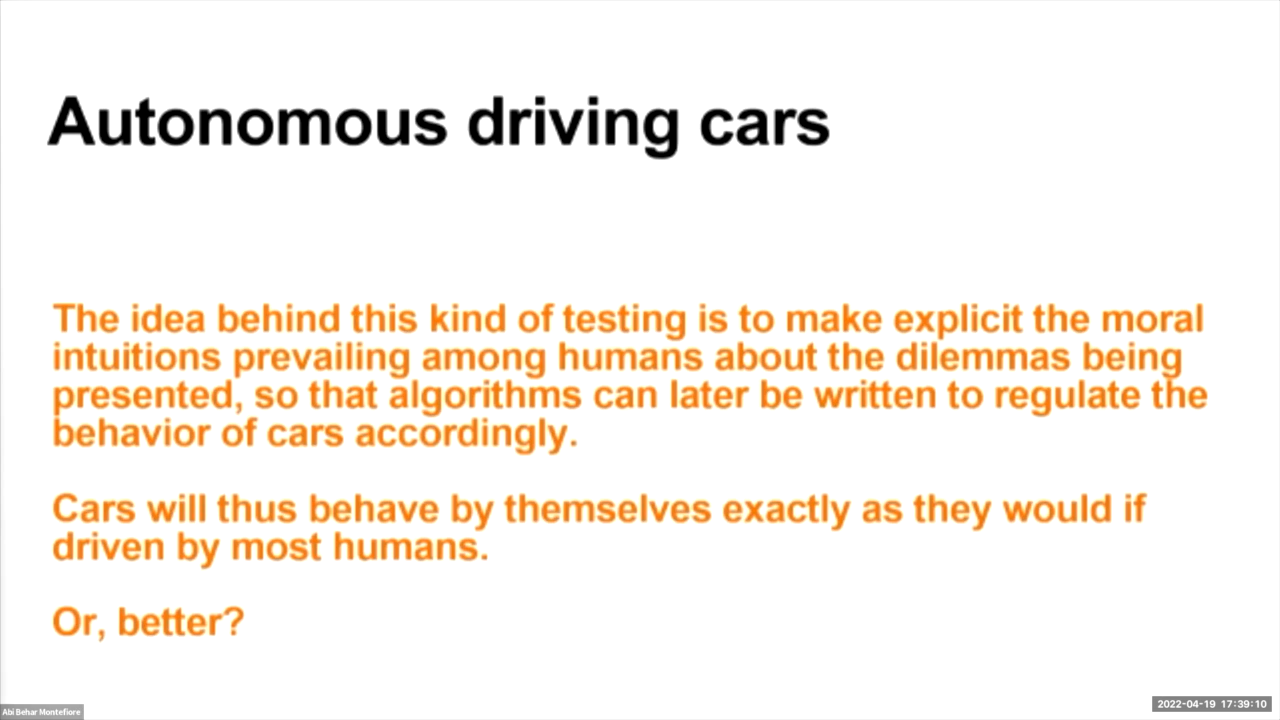 Autonomous driving cars
The idea behind this kind of testing is to make explicit the moral
intuitions prevailing among humans about the dilemmas being
presented, so that algorithms can later be written to regulate the
behavior of cars accordingly.
Cars will thus behave by themselves exactly as they would if
driven by most humans.
Or, better?
Abi Behar Montefiore
2022-04-19 17:39:10